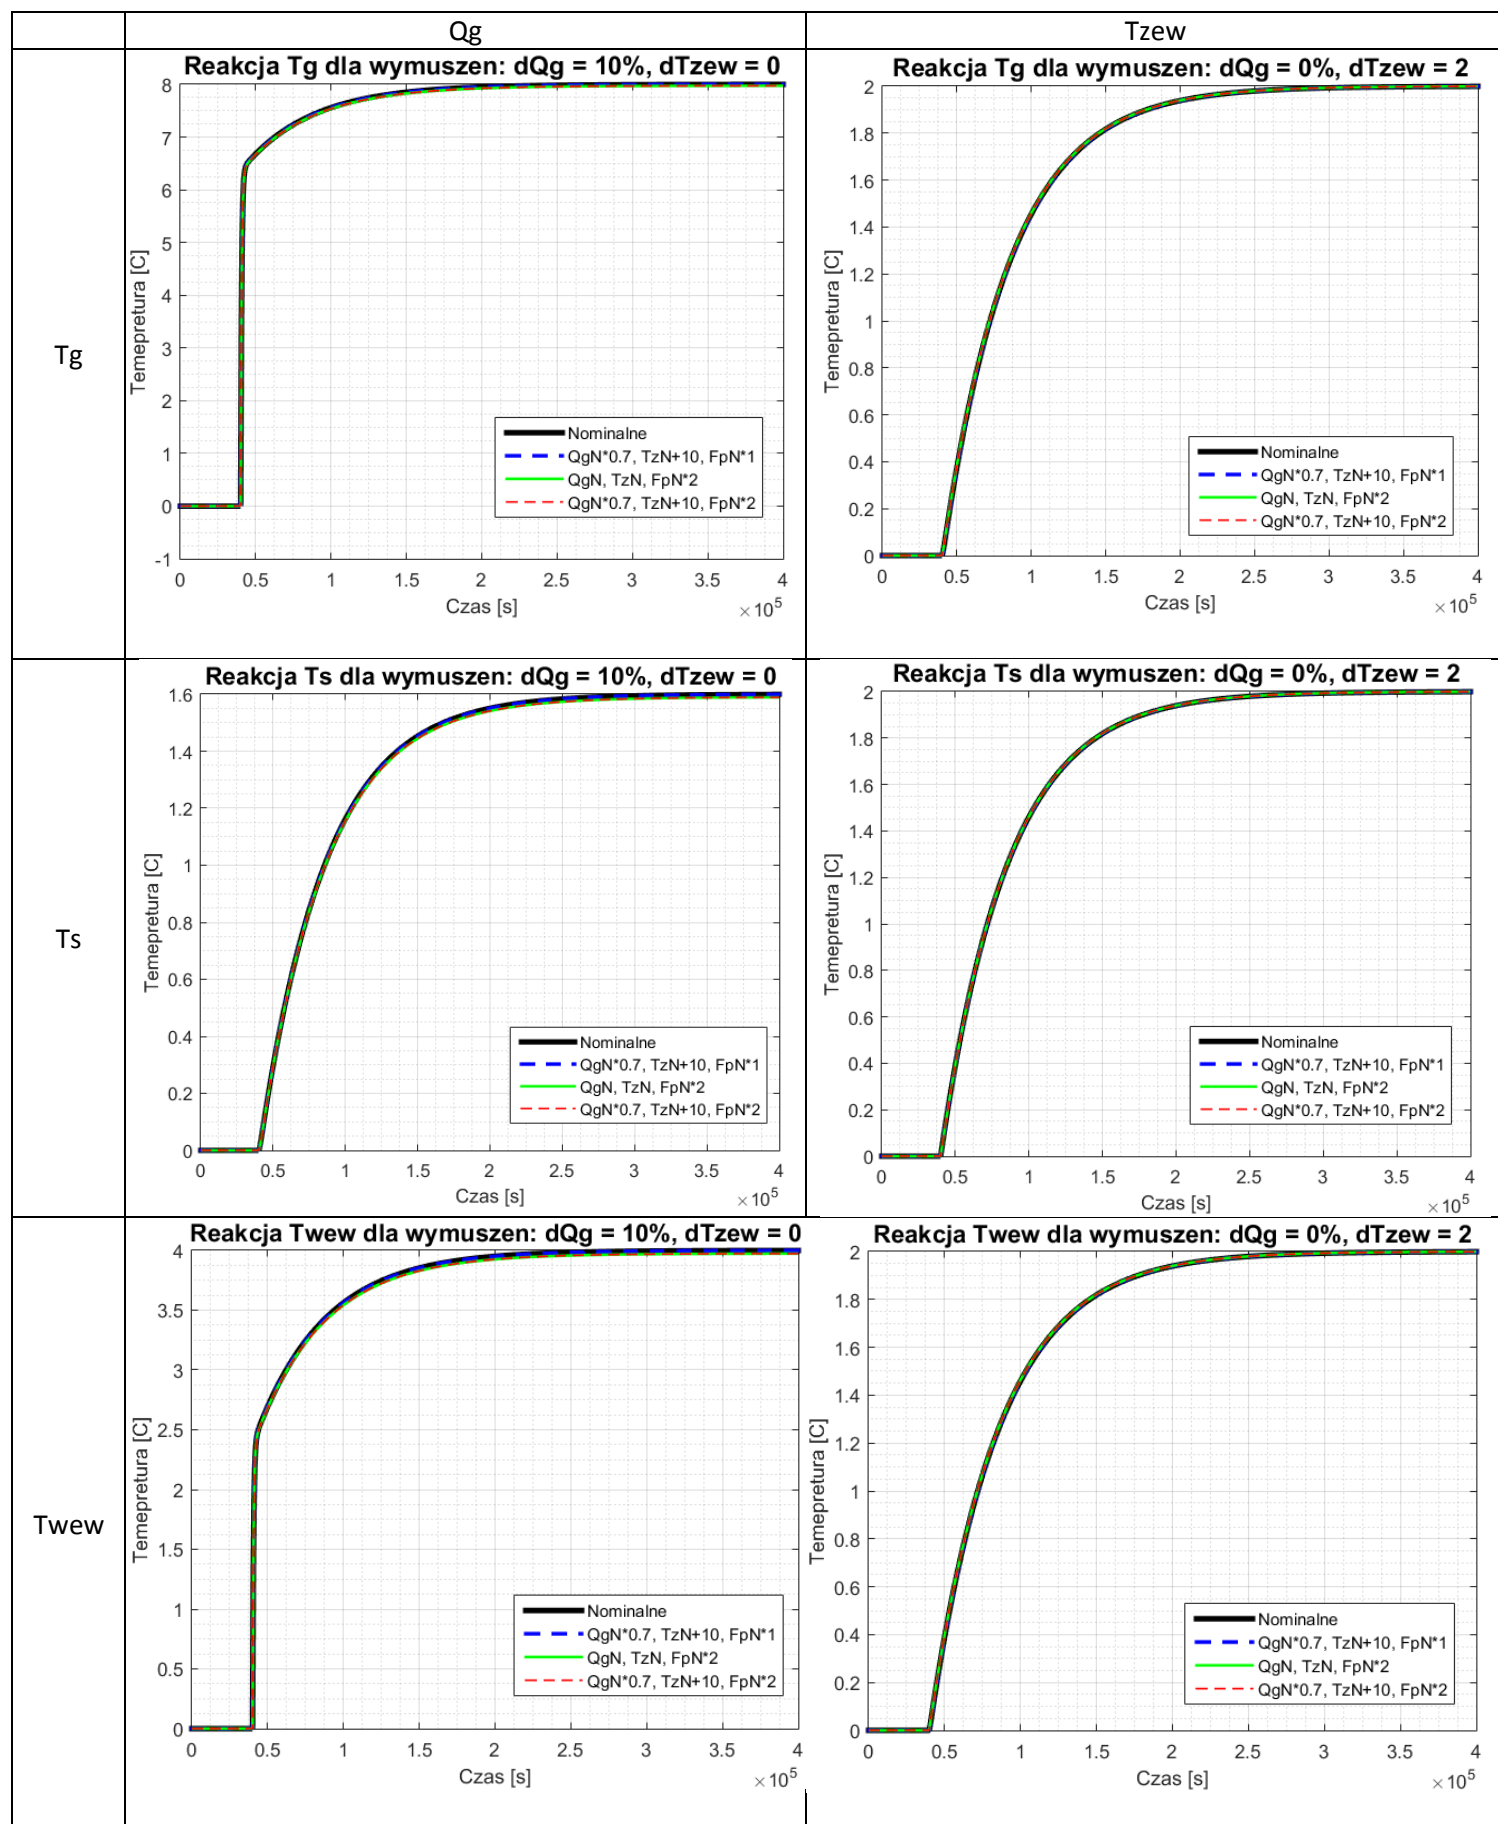 Qg
Tzew
Tg
Reakcja Tg dla wymuszen: dQg = 10%, dTzew = 0
8
7
6
5
4
3
2
1
0
-1
Temepretura [C]
Nominalne
QgN*0.7, TzN+10, FpN*1
QgN, TzN, FpN*2
QgN*0.7, TzN+10, FpN*2
0 0.5 1 1.5 2 2.5 3 3.5 4
Czas [s]
×10^5
Reakcja Tg dla wymuszen: dQg = 0%, dTzew = 2
2
1.8
1.6
1.4
1.2
1
0.8
0.6
0.4
0.2
0
Temepretura [C]
Nominalne
QgN*0.7, TzN+10, FpN*1
QgN, TzN, FpN*2
QgN*0.7, TzN+10, FpN*2
0 0.5 1 1.5 2 2.5 3 3.5 4
Czas [s]
×10^5
Ts
Reakcja Ts dla wymuszen: dQg = 10%, dTzew = 0
1.6
1.4
1.2
1
0.8
0.6
0.4
0.2
0
Temepretura [C]
Nominalne
QgN*0.7, TzN+10, FpN*1
QgN, TzN, FpN*2
QgN*0.7, TzN+10, FpN*2
0 0.5 1 1.5 2 2.5 3 3.5 4
Czas [s]
×10^5
Reakcja Ts dla wymuszen: dQg = 0%, dTzew = 2
2
1.8
1.6
1.4
1.2
1
0.8
0.6
0.4
0.2
0
Temepretura [C]
Nominalne
QgN*0.7, TzN+10, FpN*1
QgN, TzN, FpN*2
QgN*0.7, TzN+10, FpN*2
0 0.5 1 1.5 2 2.5 3 3.5 4
Czas [s]
×10^5
Twew
Reakcja Twew dla wymuszen: dQg = 10%, dTzew = 0
4
3.5
3
2.5
2
1.5
1
0.5
0
Temepretura [C]
Nominalne
QgN*0.7, TzN+10, FpN*1
QgN, TzN, FpN*2
QgN*0.7, TzN+10, FpN*2
0 0.5 1 1.5 2 2.5 3 3.5 4
Czas [s]
×10^5
Reakcja Twew dla wymuszen: dQg = 0%, dTzew = 2
2
1.8
1.6
1.4
1.2
1
0.8
0.6
0.4
0.2
0
Temepretura [C]
Nominalne
QgN*0.7, TzN+10, FpN*1
QgN, TzN, FpN*2
QgN*0.7, TzN+10, FpN*2
0 0.5 1 1.5 2 2.5 3 3.5 4
Czas [s]
×10^5